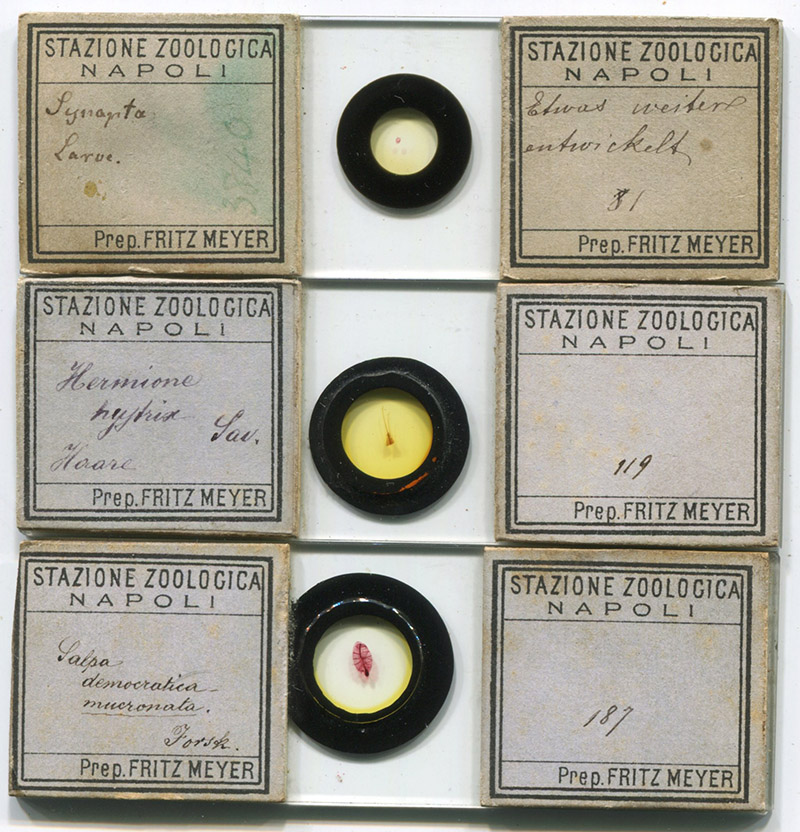 STAZIONE ZOOLOGICA
NAPOLI
Synapta
Larve.
Prep. FRITZ MEYER
STAZIONE ZOOLOGICA
NAPOLI
Etwas weiter
entwickelt
81
Prep. FRITZ MEYER
STAZIONE ZOOLOGICA
NAPOLI
Hermione
hystrix
Sav.
Haare
Prep. FRITZ MEYER
STAZIONE ZOOLOGICA
NAPOLI
119
Prep. FRITZ MEYER
STAZIONE ZOOLOGICA
NAPOLI
Salpa
democratica
mucronata.
Forsk.
Prep. FRITZ MEYER
STAZIONE ZOOLOGICA
NAPOLI
187
Prep. FRITZ MEYER